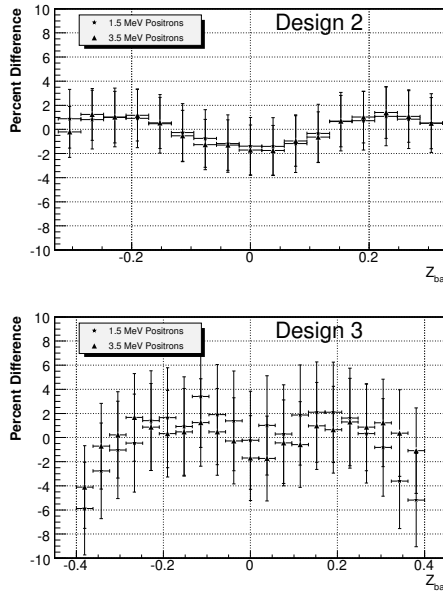 10
8
6
4
2
0
-2
-4
-6
-8
-10
Percent Difference
1.5 MeV Positrons
3.5 MeV Positrons
Design 2
-0.2 0 0.2
10
8
6
4
2
0
-2
-4
-6
-8
-10
Percent Difference
1.5 MeV Positrons
3.5 MeV Positrons
Design 3
-0.4 -0.2 0 0.2 0.4